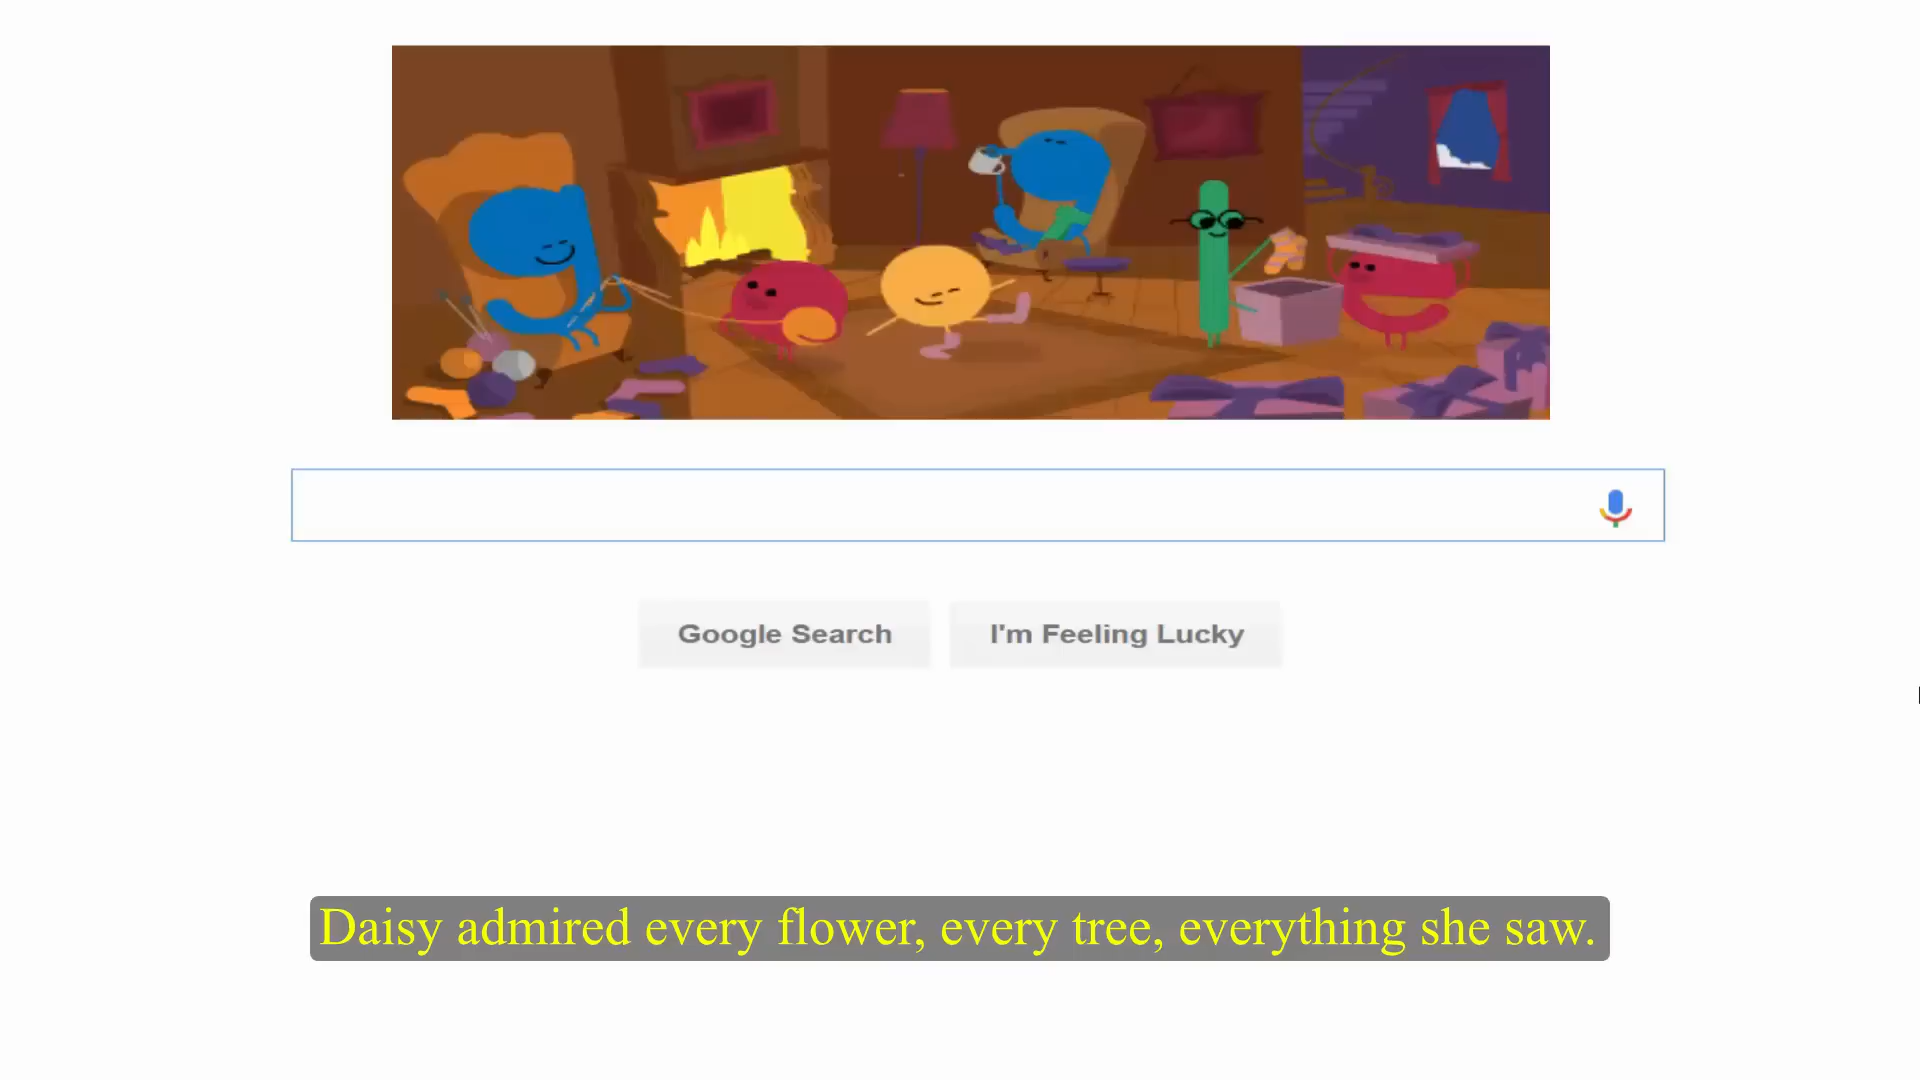 Google Search
I'm Feeling Lucky
Daisy admired every flower, every tree, everything she saw.